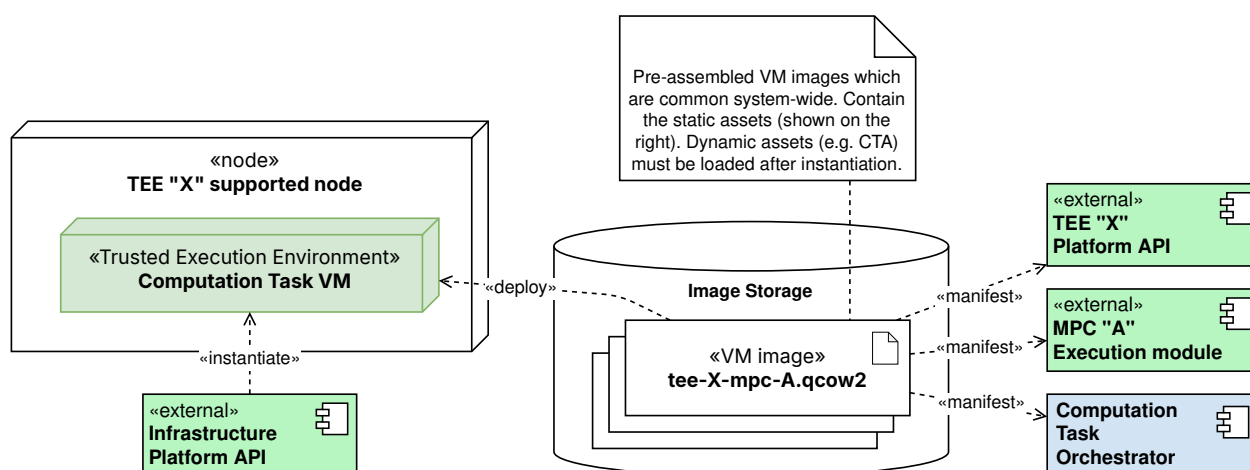 Pre-assembled VM images which
are common system-wide. Contain
the static assets (shown on the
right). Dynamic assets (e.g. CTA)
must be loaded after instantiation.
«node»
TEE "X" supported node
«Trusted Execution Environment»
Computation Task VM
«deploy»
«instantiate»
«external»
Infrastructure
Platform API
Image Storage
«VM image»
tee-X-mpc-A.qcow2
«manifest»
«manifest»
«manifest»
«external»
TEE "X"
Platform API
«external»
MPC "A"
Execution module
Computation
Task
Orchestrator